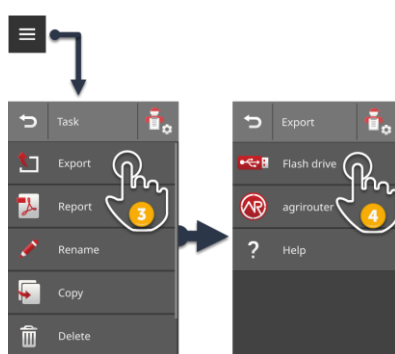 Task
Export
Report
3
Rename
Copy
Delete
Export
Flash drive
agrirouter
4
? Help